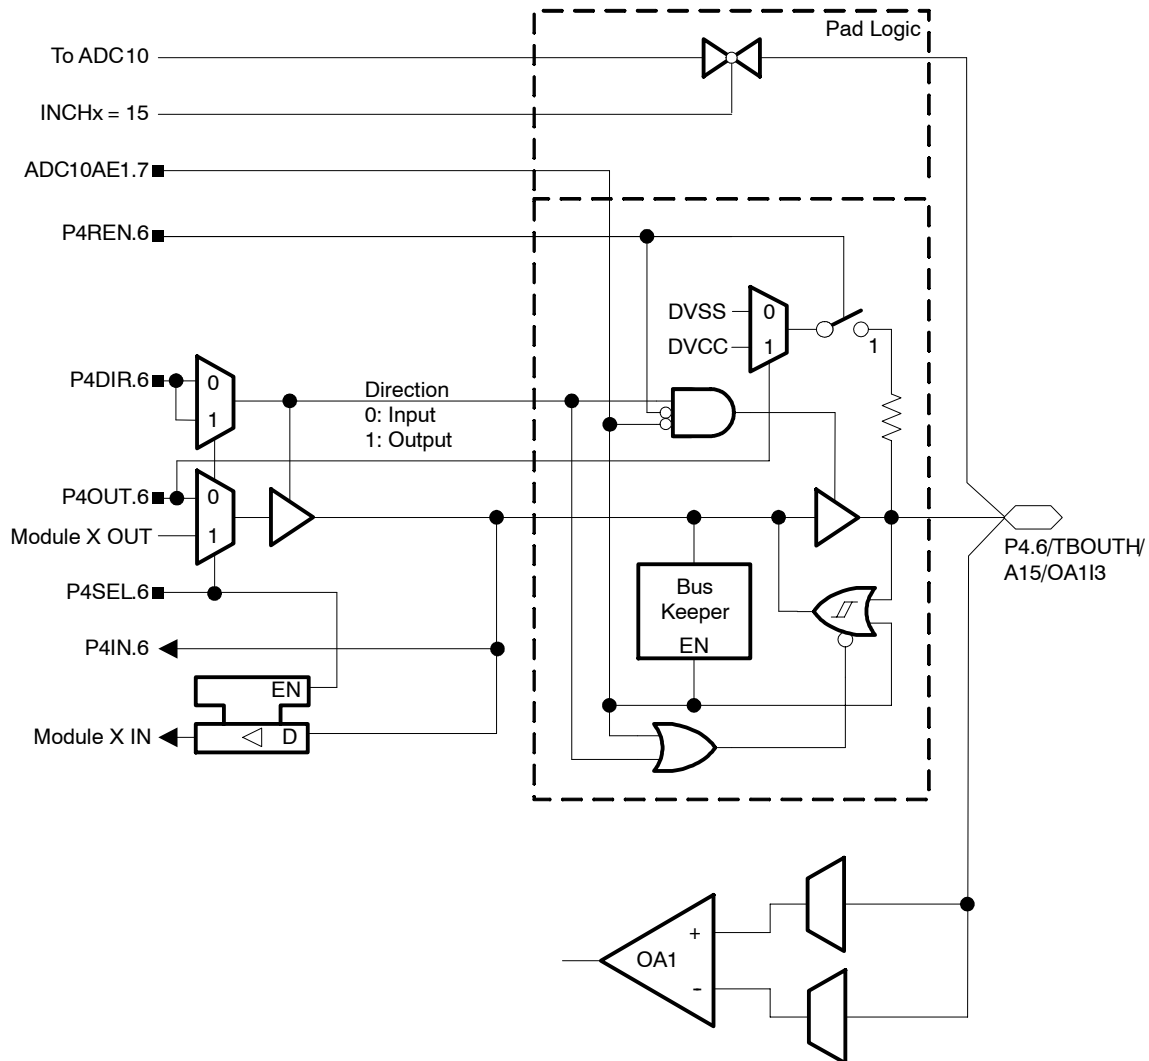 Pad Logic
To ADC10
INCHx = 15
ADC10AE1.7
P4REN.6
DVSS
0
DVCC
1
1
P4DIR.6
0
1
Direction
0: Input
1: Output
P4OUT.6
0
Module X OUT
1
P4.6/TBOUTH/
A15/OA1I3
P4SEL.6
Bus
Keeper
EN
P4IN.6
EN
Module X IN
D
+
OA1
-